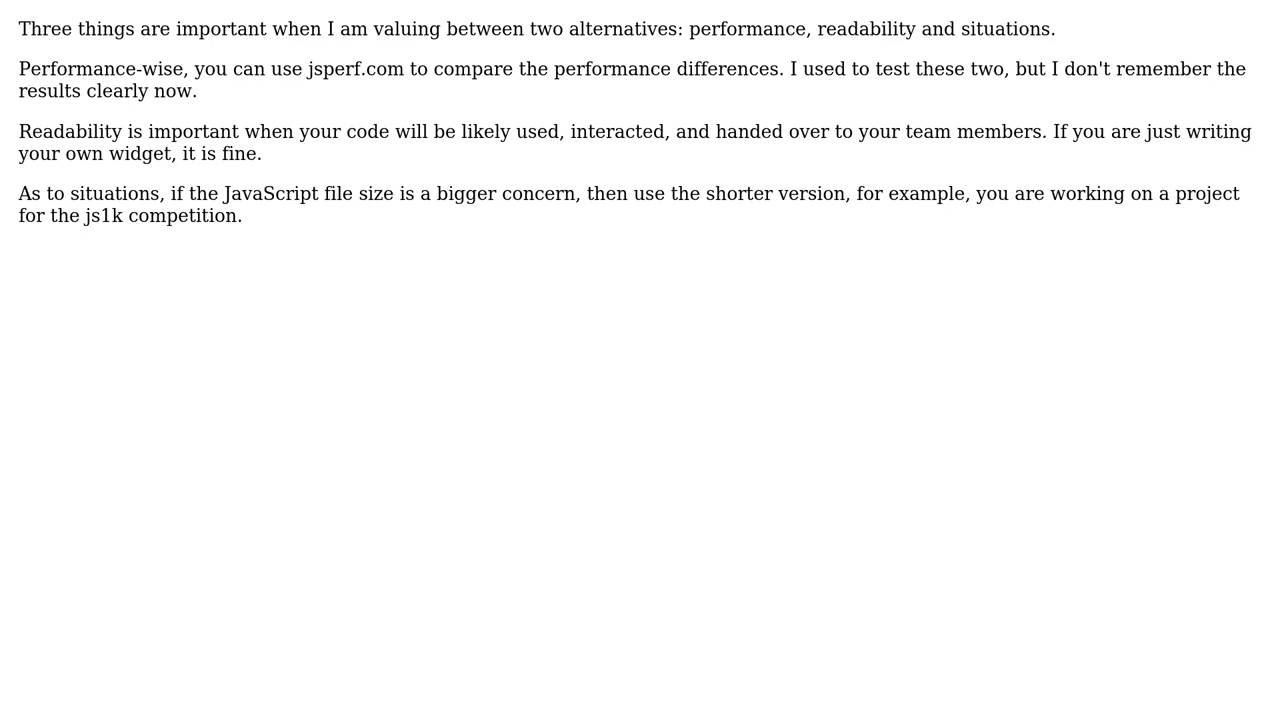 Three things are important when I am valuing between two alternatives: performance, readability and situations.
Performance-wise, you can use jsperf.com to compare the performance differences. I used to test these two, but I don't remember the
results clearly now.
Readability is important when your code will be likely used, interacted, and handed over to your team members. If you are just writing
your own widget, it is fine.
As to situations, if the JavaScript file size is a bigger concern, then use the shorter version, for example, you are working on a project
for the js1k competition.